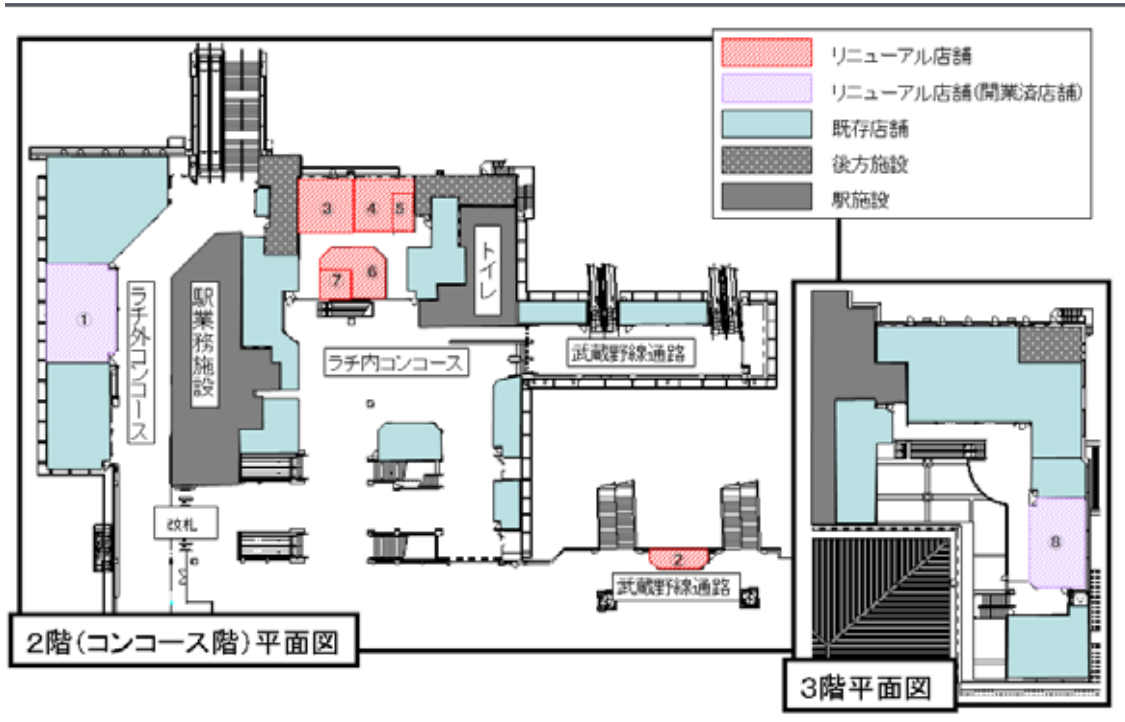 リニューアル店舗
リニューアル店舗(開業済店舗)
既存店舗
後方施設
駅施設
3
4
5
6
7
トイレ
①
ラチ外コンコース
駅業務施設
ラチ内コンコース
武蔵野線通路
改札
2
武蔵野線通路
8
2階(コンコース階)平面図
3階平面図